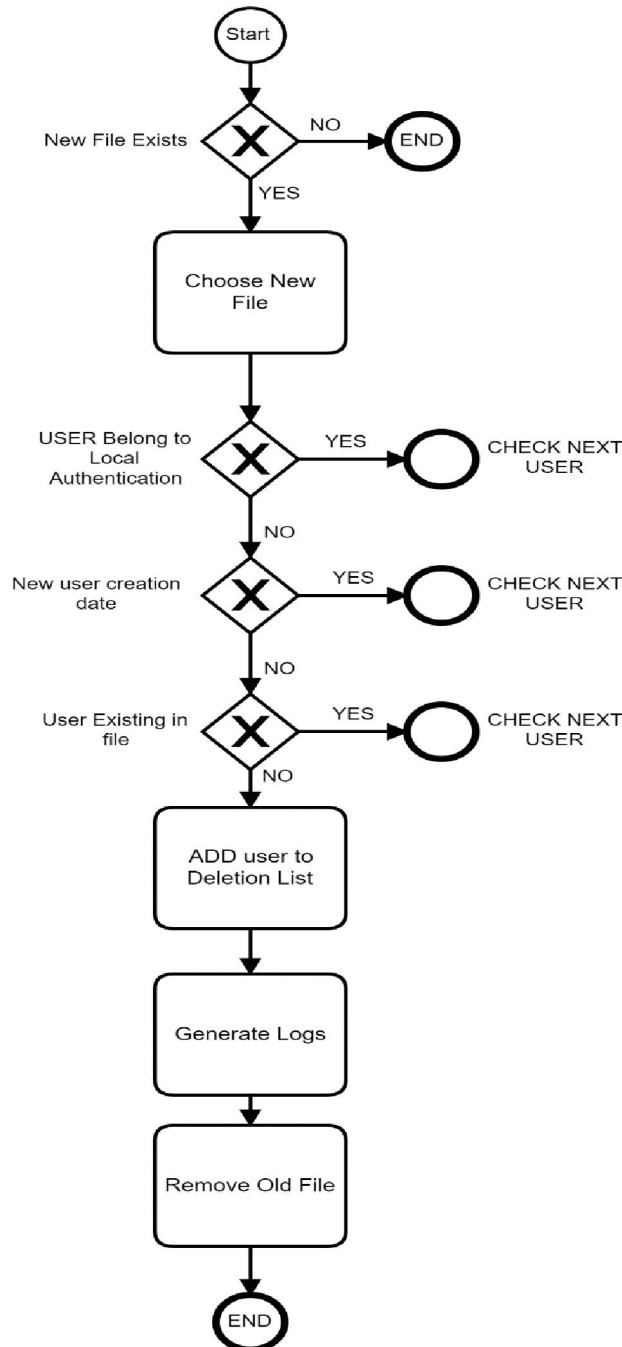 Start
New File Exists
NO
END
YES
Choose New
File
USER Belong to
Local
Authentication
YES
CHECK NEXT
USER
NO
New user creation
date
YES
CHECK NEXT
USER
NO
User Existing in
file
YES
CHECK NEXT
USER
NO
ADD user to
Deletion List
Generate Logs
Remove Old File
END